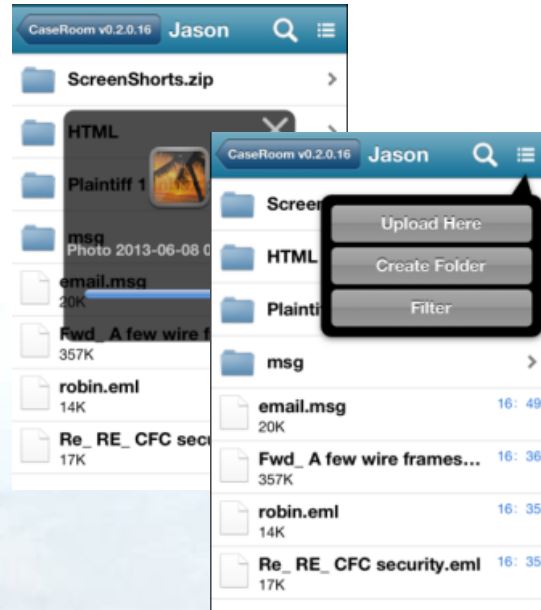 CaseRoom v0.2.0.16 Jason
ScreenShorts.zip
HTML
Plaintiff 1
msg
Photo 2013-06-08 0
email.msg
20K
Fwd_ A few wire f
357K
robin.eml
14K
Re_ RE_ CFC secu
17K
CaseRoom v0.2.0.16 Jason
Screen
Upload Here
HTML
Create Folder
Plainti
Filter
msg
email.msg 16: 49
20K
Fwd_ A few wire frames... 16: 36
357K
robin.eml 16: 35
14K
Re_ RE_ CFC security.eml 16: 35
17K